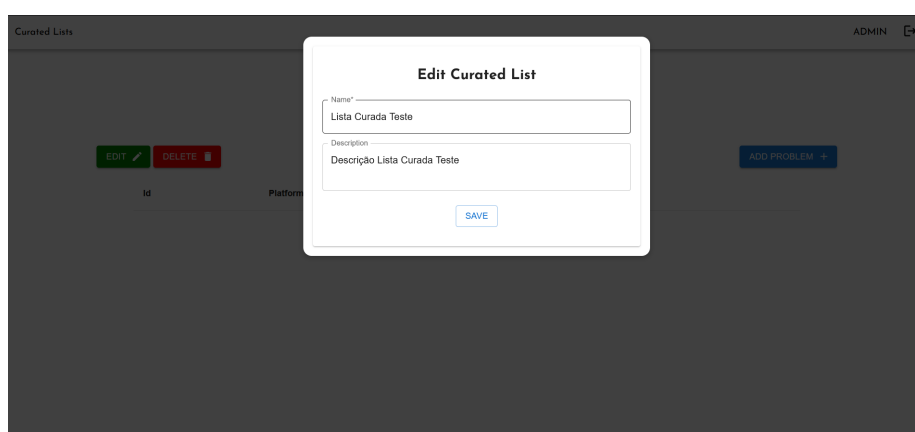 Curated Lists
ADMIN
Edit Curated List
Name*
Lista Curada Teste
Description
Descrição Lista Curada Teste
SAVE
EDIT
DELETE
ADD PROBLEM +
Id
Platform